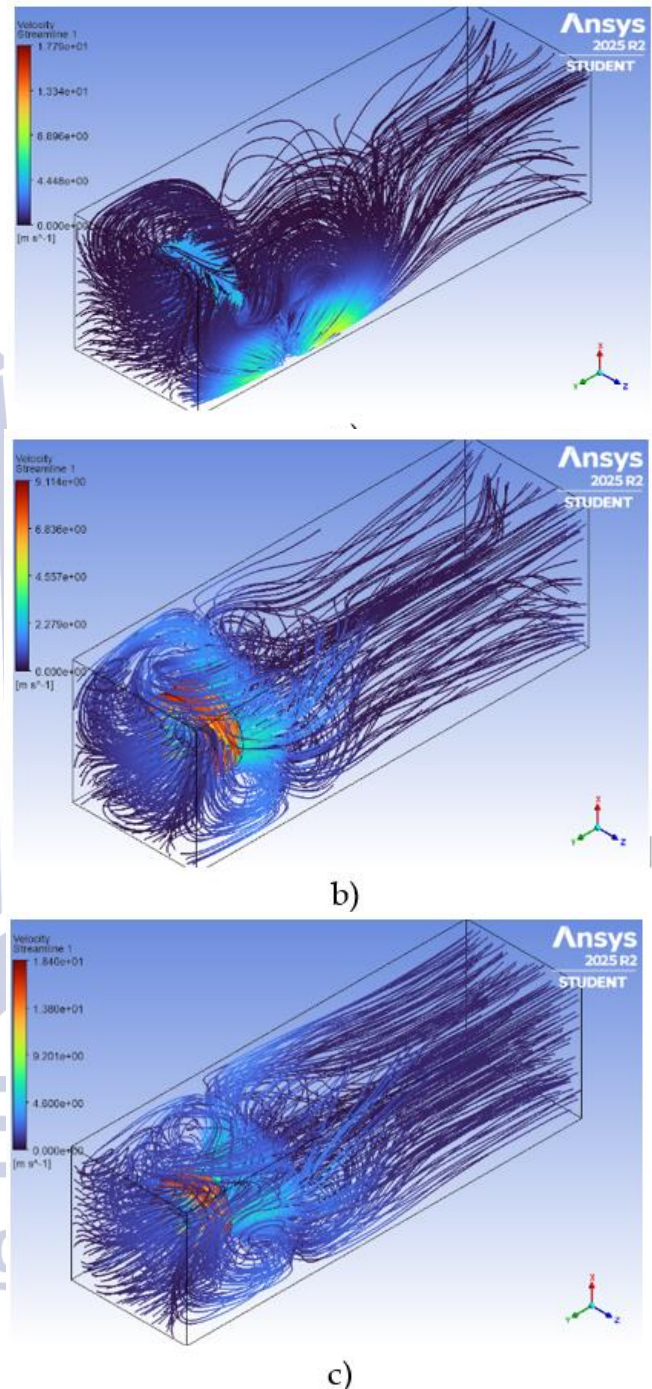 Velocity
Streamline 1
1.779e+01
1.334e+01
8.896e+00
4.448e+00
0.000e+00
[m s^-1]
Ansys
2025 R2
STUDENT
X
Y
Z
Velocity
Streamline 1
9.114e+00
6.836e+00
4.557e+00
2.279e+00
0.000e+00
[m s^-1]
Ansys
2025 R2
STUDENT
X
Y
Z
b)
Velocity
Streamline 1
1.840e+01
1.380e+01
9.201e+00
4.600e+00
0.000e+00
[m s^-1]
Ansys
2025 R2
STUDENT
X
Y
Z
c)